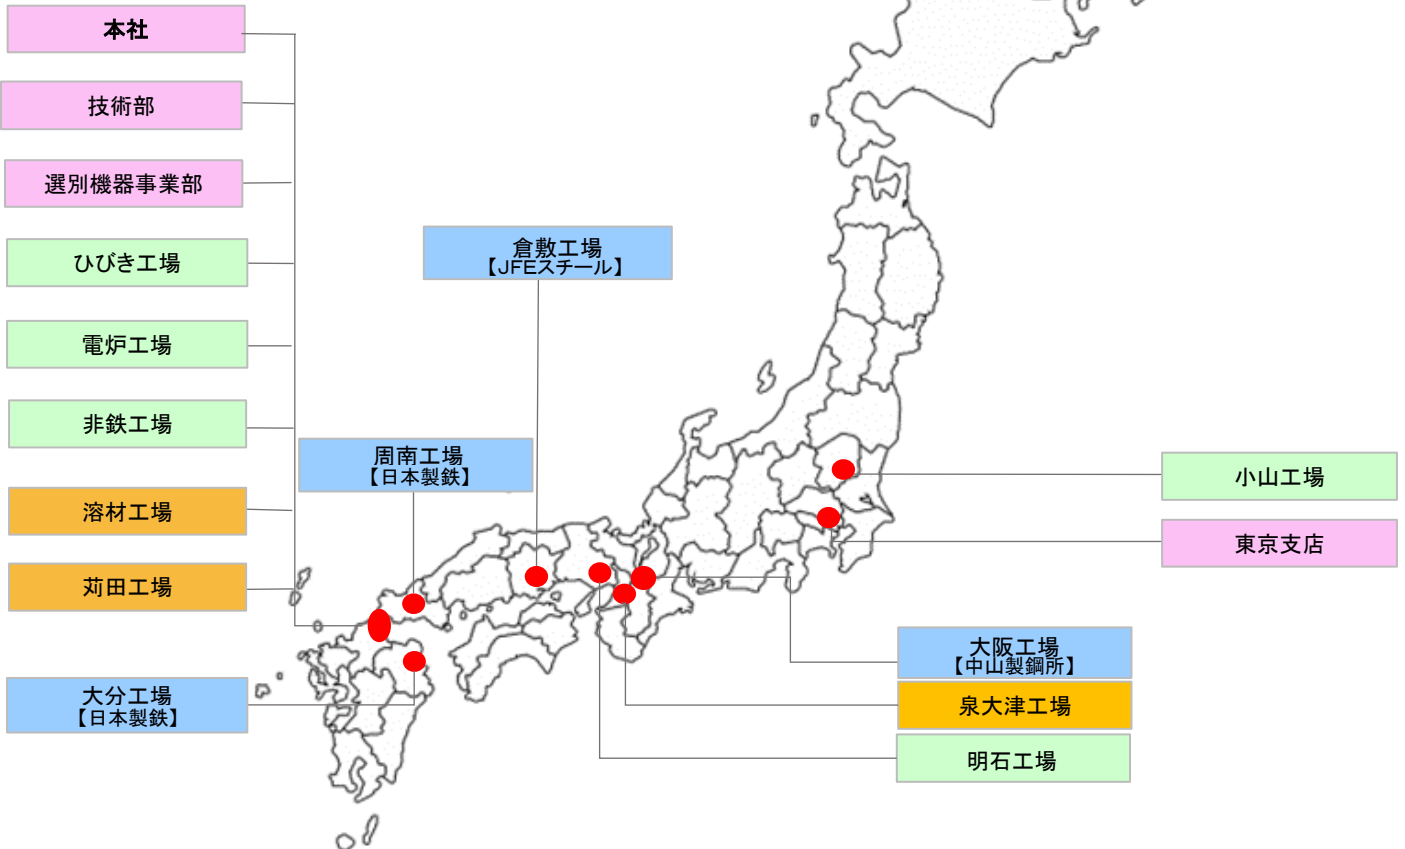 本社
技術部
選別機器事業部
ひびき工場
電炉工場
非鉄工場
溶材工場
苅田工場
大分工場
【日本製鉄】
周南工場
【日本製鉄】
倉敷工場
【JFEスチール】
小山工場
東京支店
大阪工場
【中山製鋼所】
泉大津工場
明石工場